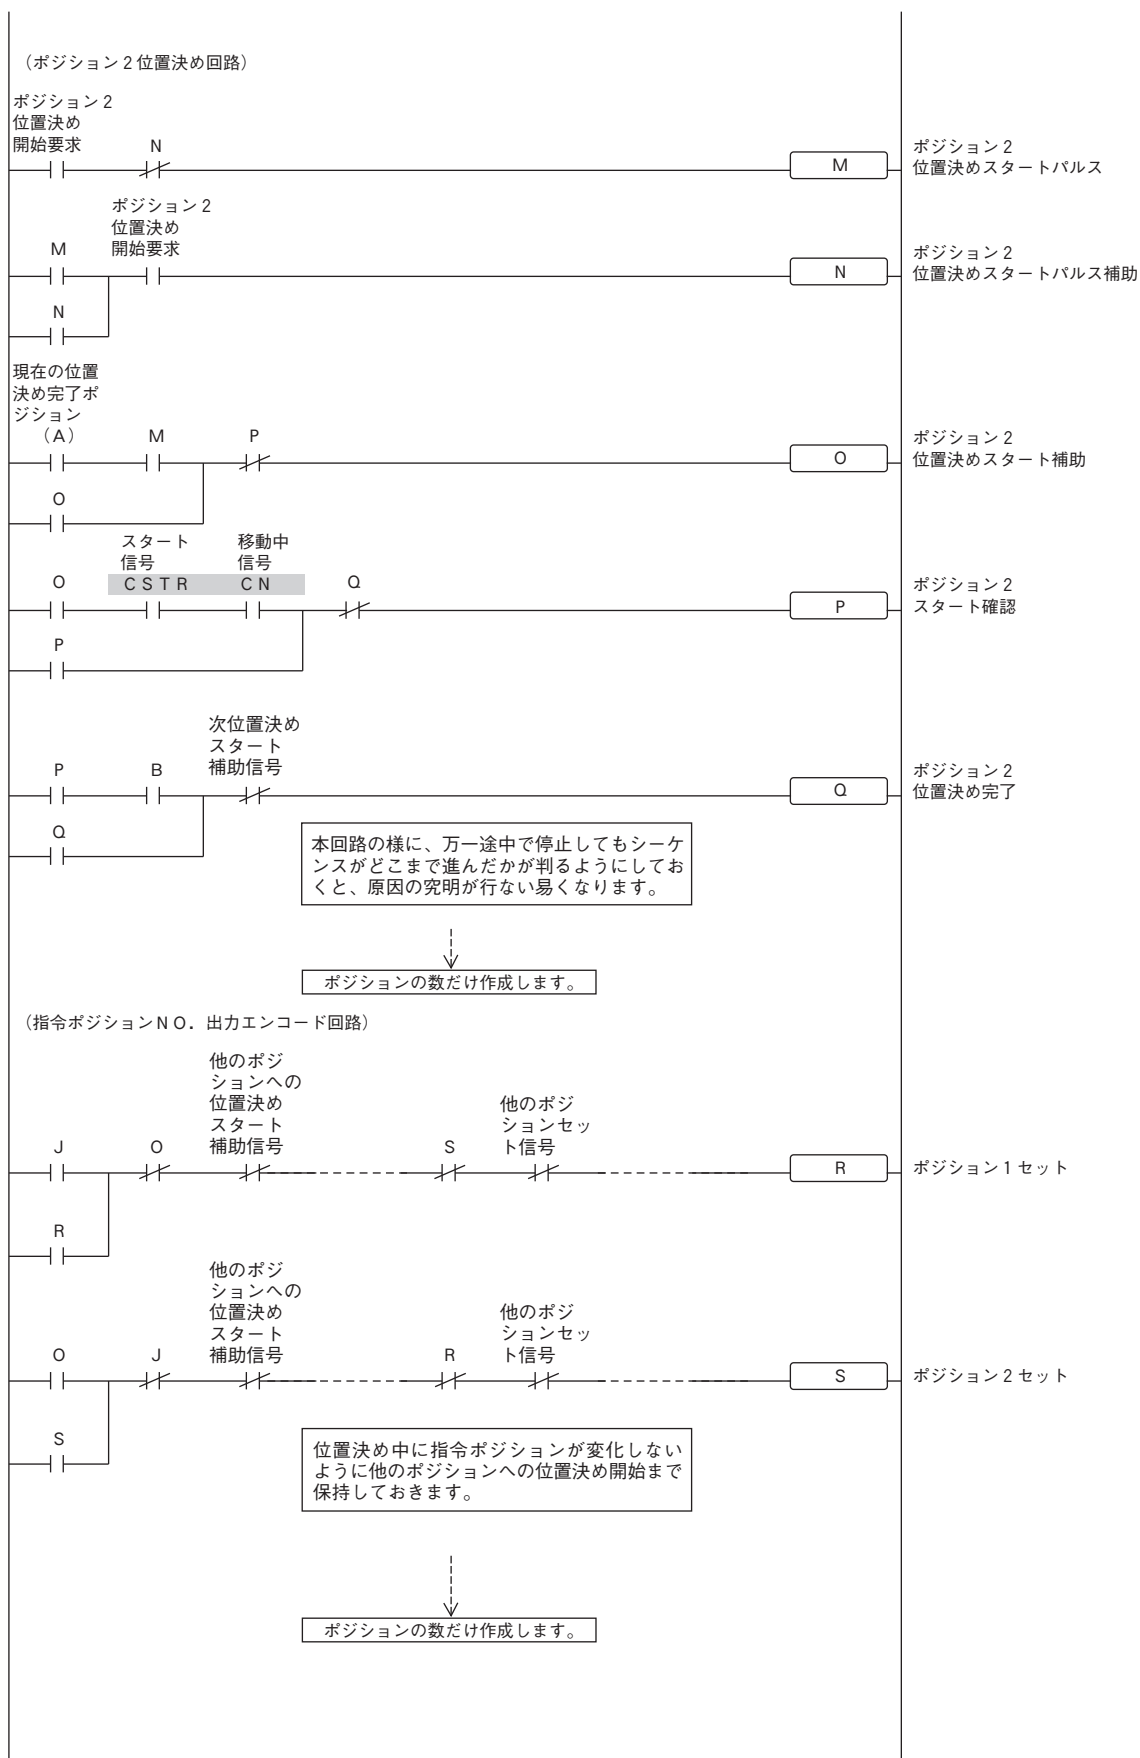 （ポジション２位置決め回路）
ポジション２
位置決め
開始要求
N
M
ポジション２
位置決めスタートパルス
ポジション２
位置決め
開始要求
M
N
ポジション２
位置決めスタートパルス補助
N
現在の位置
決め完了ポ
ジション
（A）
M
P
O
ポジション２
位置決めスタート補助
O
スタート
信号
CSTR
移動中
信号
CN
O
Q
P
ポジション２
スタート確認
P
次位置決め
スタート
補助信号
P
B
Q
ポジション２
位置決め完了
Q
本回路の様に、万一途中で停止してもシーケ
ンスがどこまで進んだかが判るようにしてお
くと、原因の究明が行ない易くなります。
ポジションの数だけ作成します。
（指令ポジションＮＯ．出力エンコード回路）
他のポジ
ションへの
位置決め
スタート
補助信号
他のポジ
ションセッ
ト信号
J
O
S
R
ポジション１セット
R
他のポジ
ションへの
位置決め
スタート
補助信号
他のポジ
ションセッ
ト信号
O
J
R
S
ポジション２セット
S
位置決め中に指令ポジションが変化しない
ように他のポジションへの位置決め開始まで
保持しておきます。
ポジションの数だけ作成します。